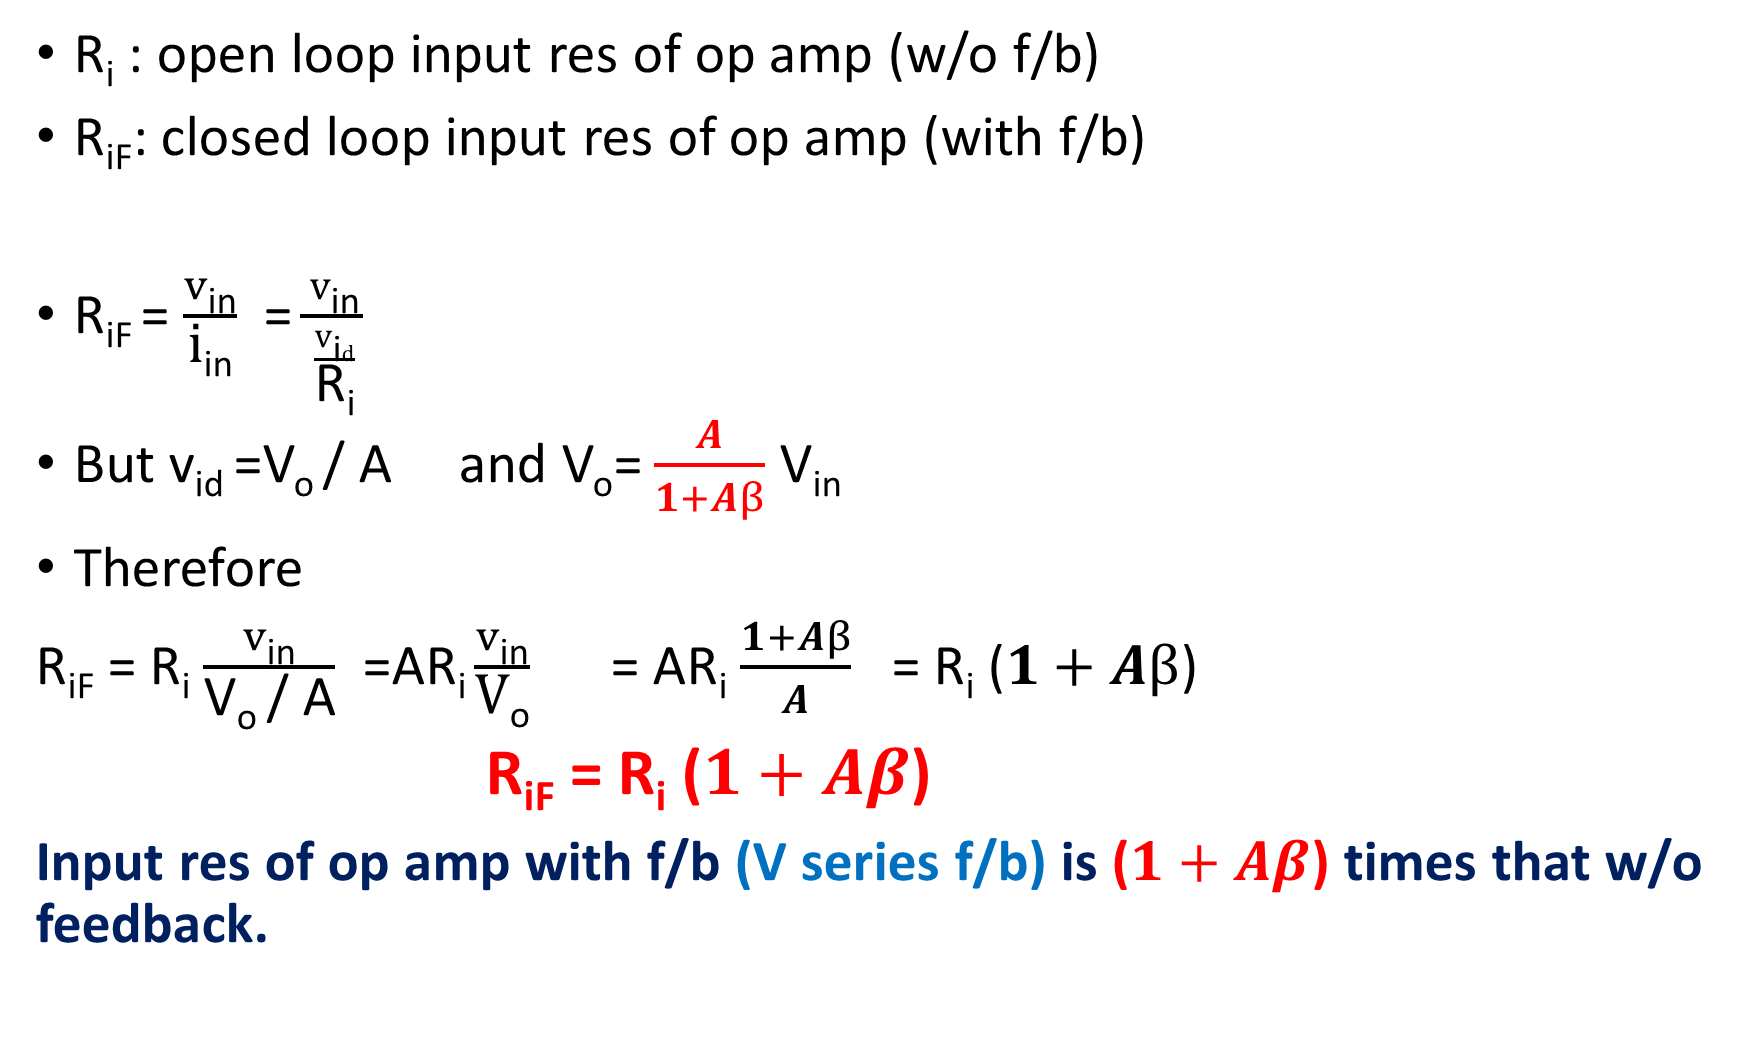 • Ri : open loop input res of op amp (w/o f/b)
• RiF: closed loop input res of op amp (with f/b)
• RiF = vin/iin = vin/(vid/Ri)
• But vid =Vo / A and Vo= A/(1+Aβ) Vin
• Therefore
RiF = Ri vin/(Vo / A) =ARi vin/Vo = ARi (1+Aβ)/A = Ri (1 + Aβ)
RiF = Ri (1 + Aβ)
Input res of op amp with f/b (V series f/b) is (1 + Aβ) times that w/o
feedback.